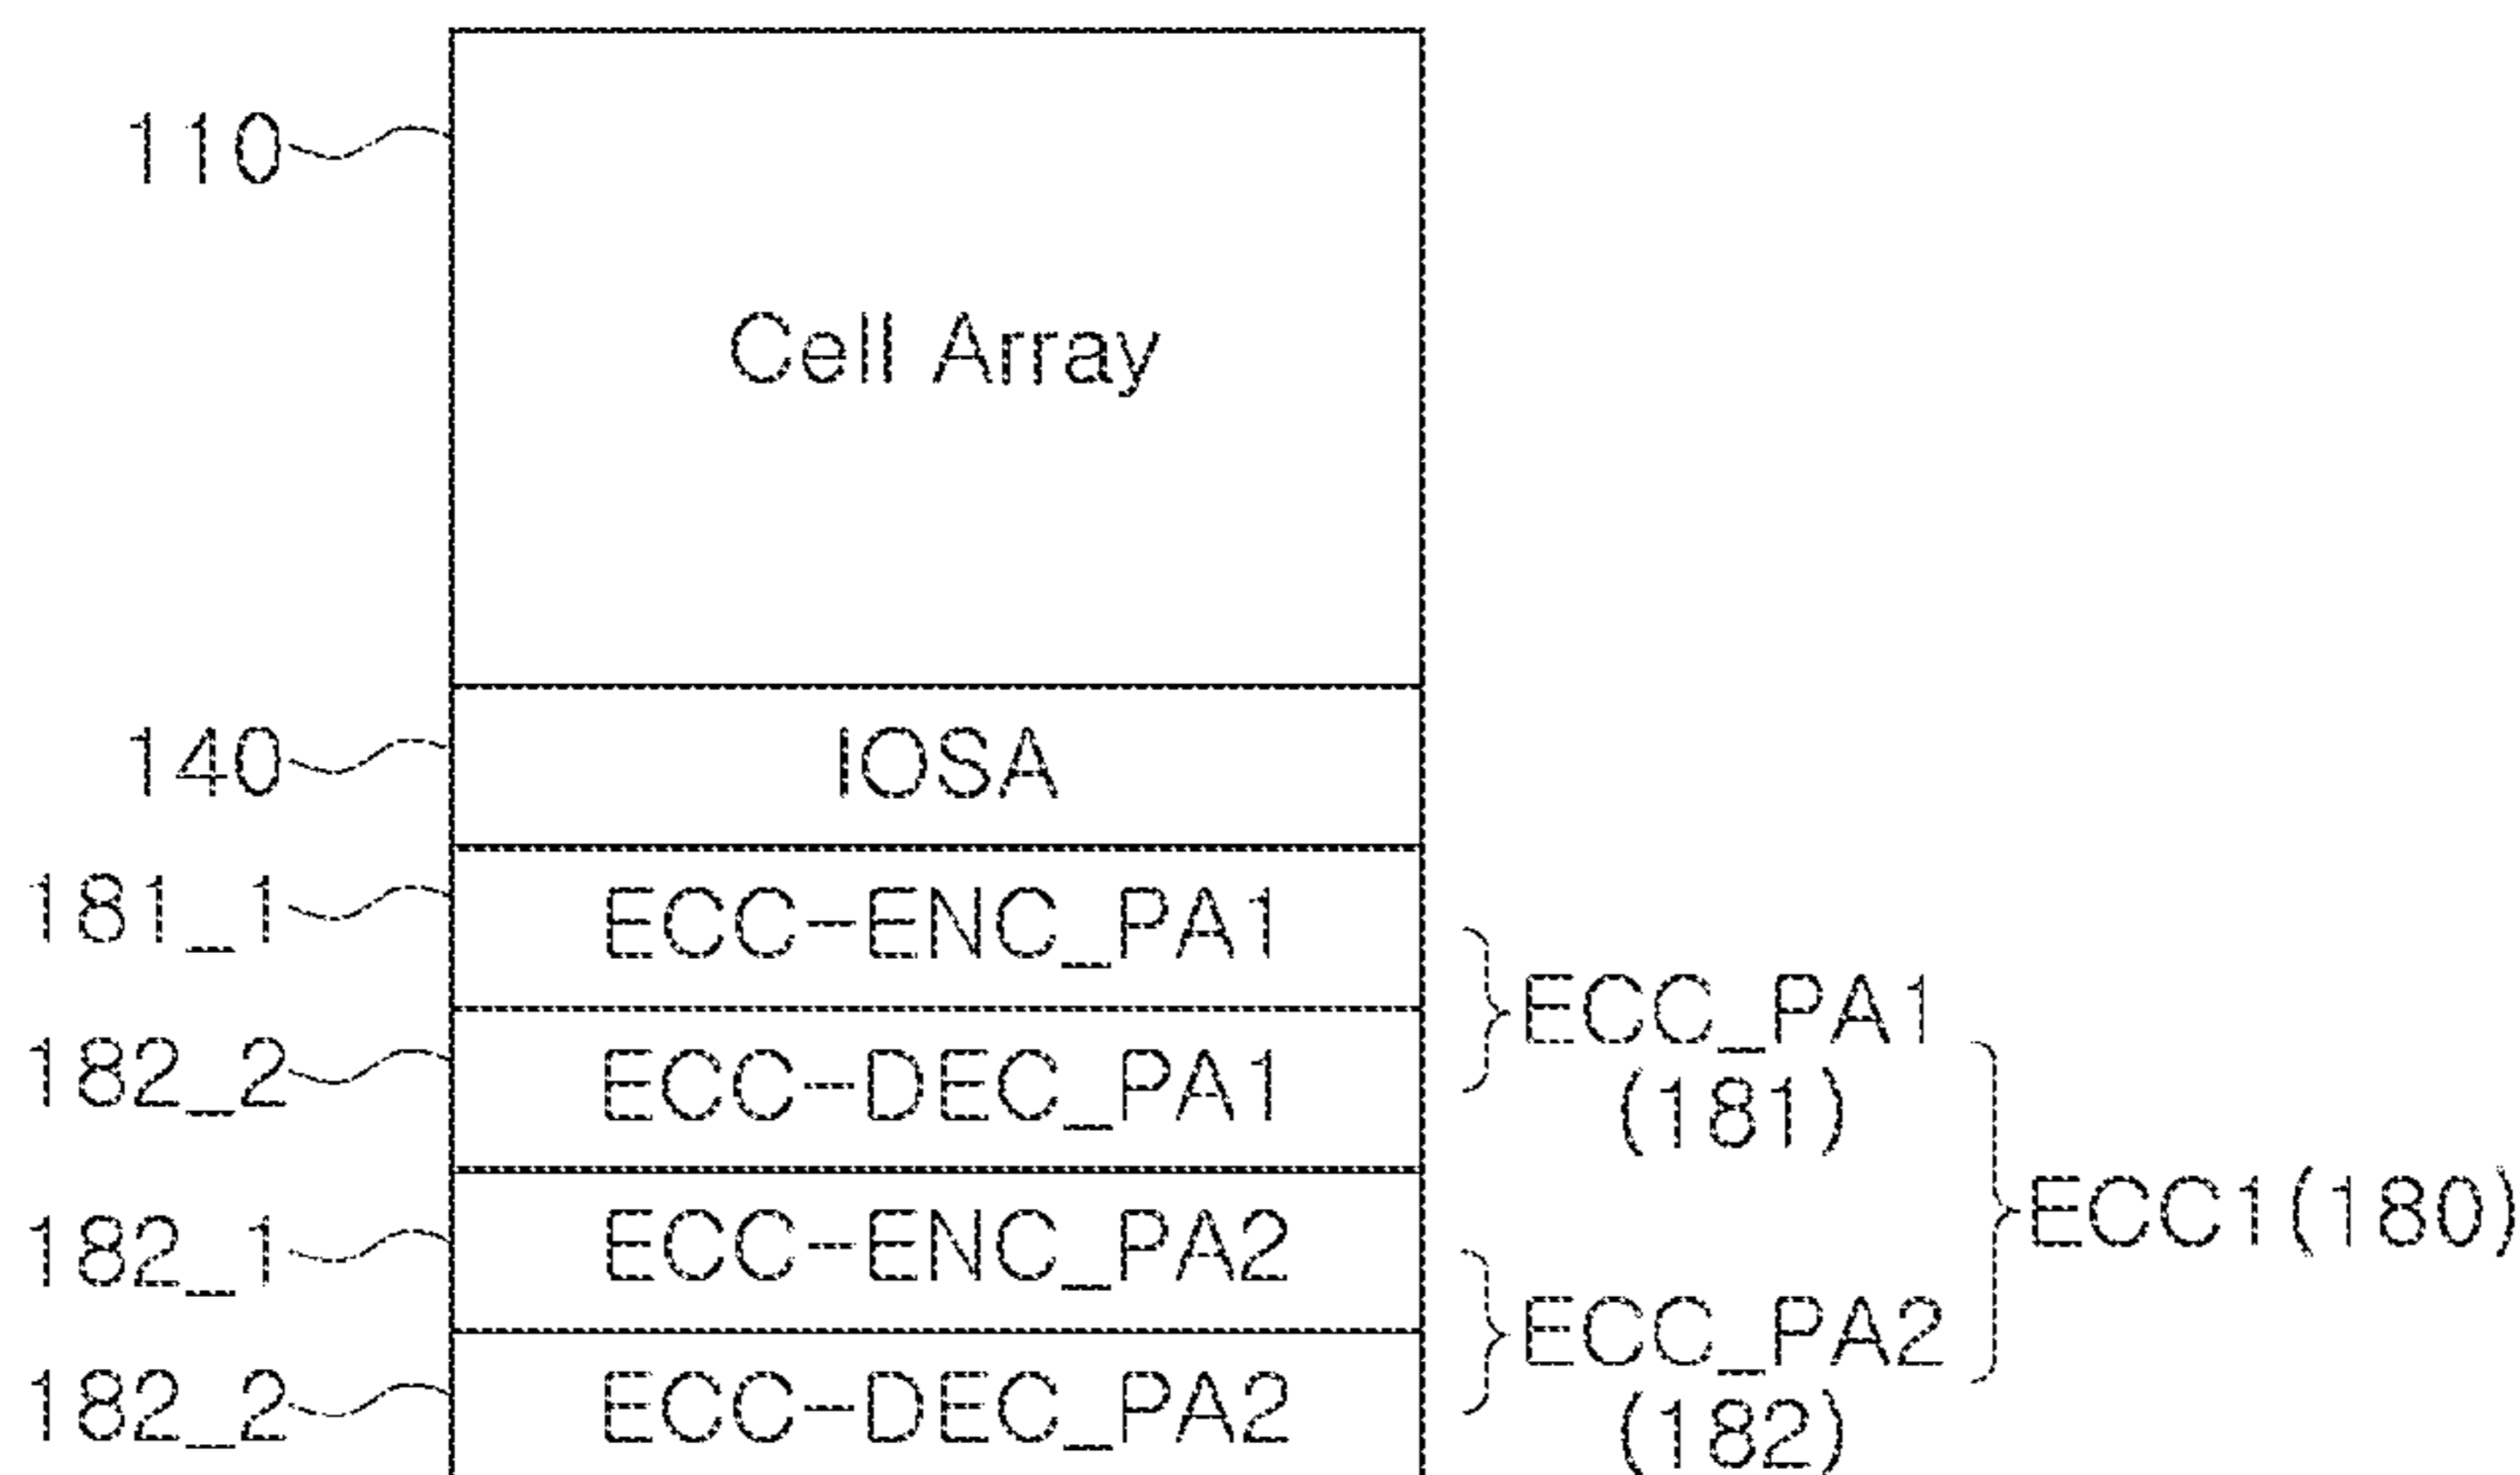 110
Cell Array
140
IOSA
181_1
ECC-ENC_PA1
182_2
ECC-DEC_PA1
ECC_PA1
(181)
182_1
ECC-ENC_PA2
ECC1(180)
182_2
ECC-DEC_PA2
ECC_PA2
(182)